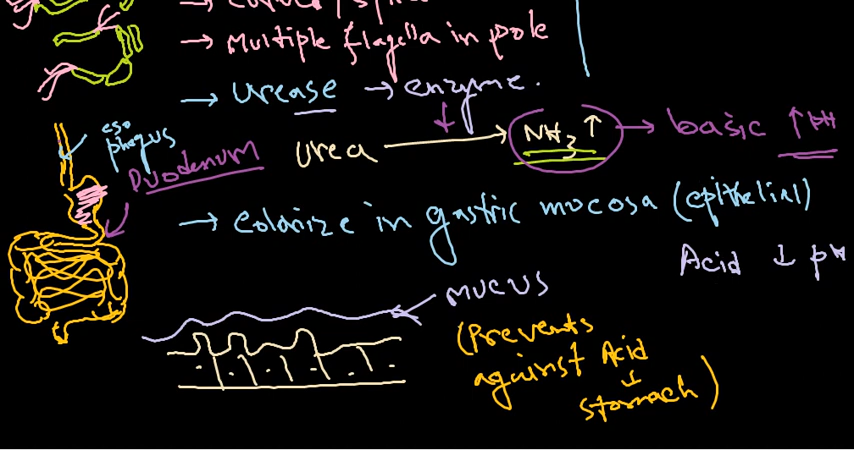 → Multiple flagella in pole
→ Urease → enzyme.
eso
phagus
Duodenum
Urea → NH3 ↑ → basic ↑ pH
→ Colonize in gastric mucosa (epithelial)
Acid ↓ pH
Mucus
(Prevents
against Acid
↓
stomach)